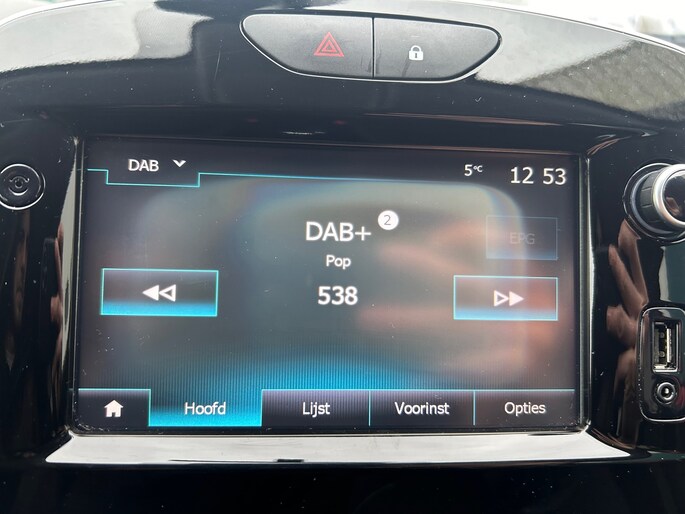 DAB
5°C
12 53
DAB+ 2
EPG
Pop
538
Hoofd Lijst Voorinst Opties